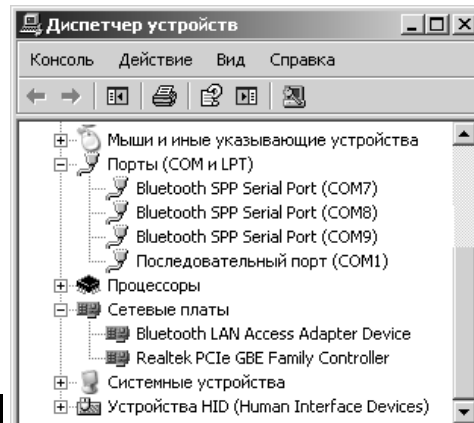 Диспетчер устройств
Консоль Действие Вид Справка
Мыши и иные указывающие устройства
Порты (COM и LPT)
Bluetooth SPP Serial Port (COM7)
Bluetooth SPP Serial Port (COM8)
Bluetooth SPP Serial Port (COM9)
Последовательный порт (COM1)
Процессоры
Сетевые платы
Bluetooth LAN Access Adapter Device
Realtek PCIe GBE Family Controller
Системные устройства
Устройства HID (Human Interface Devices)